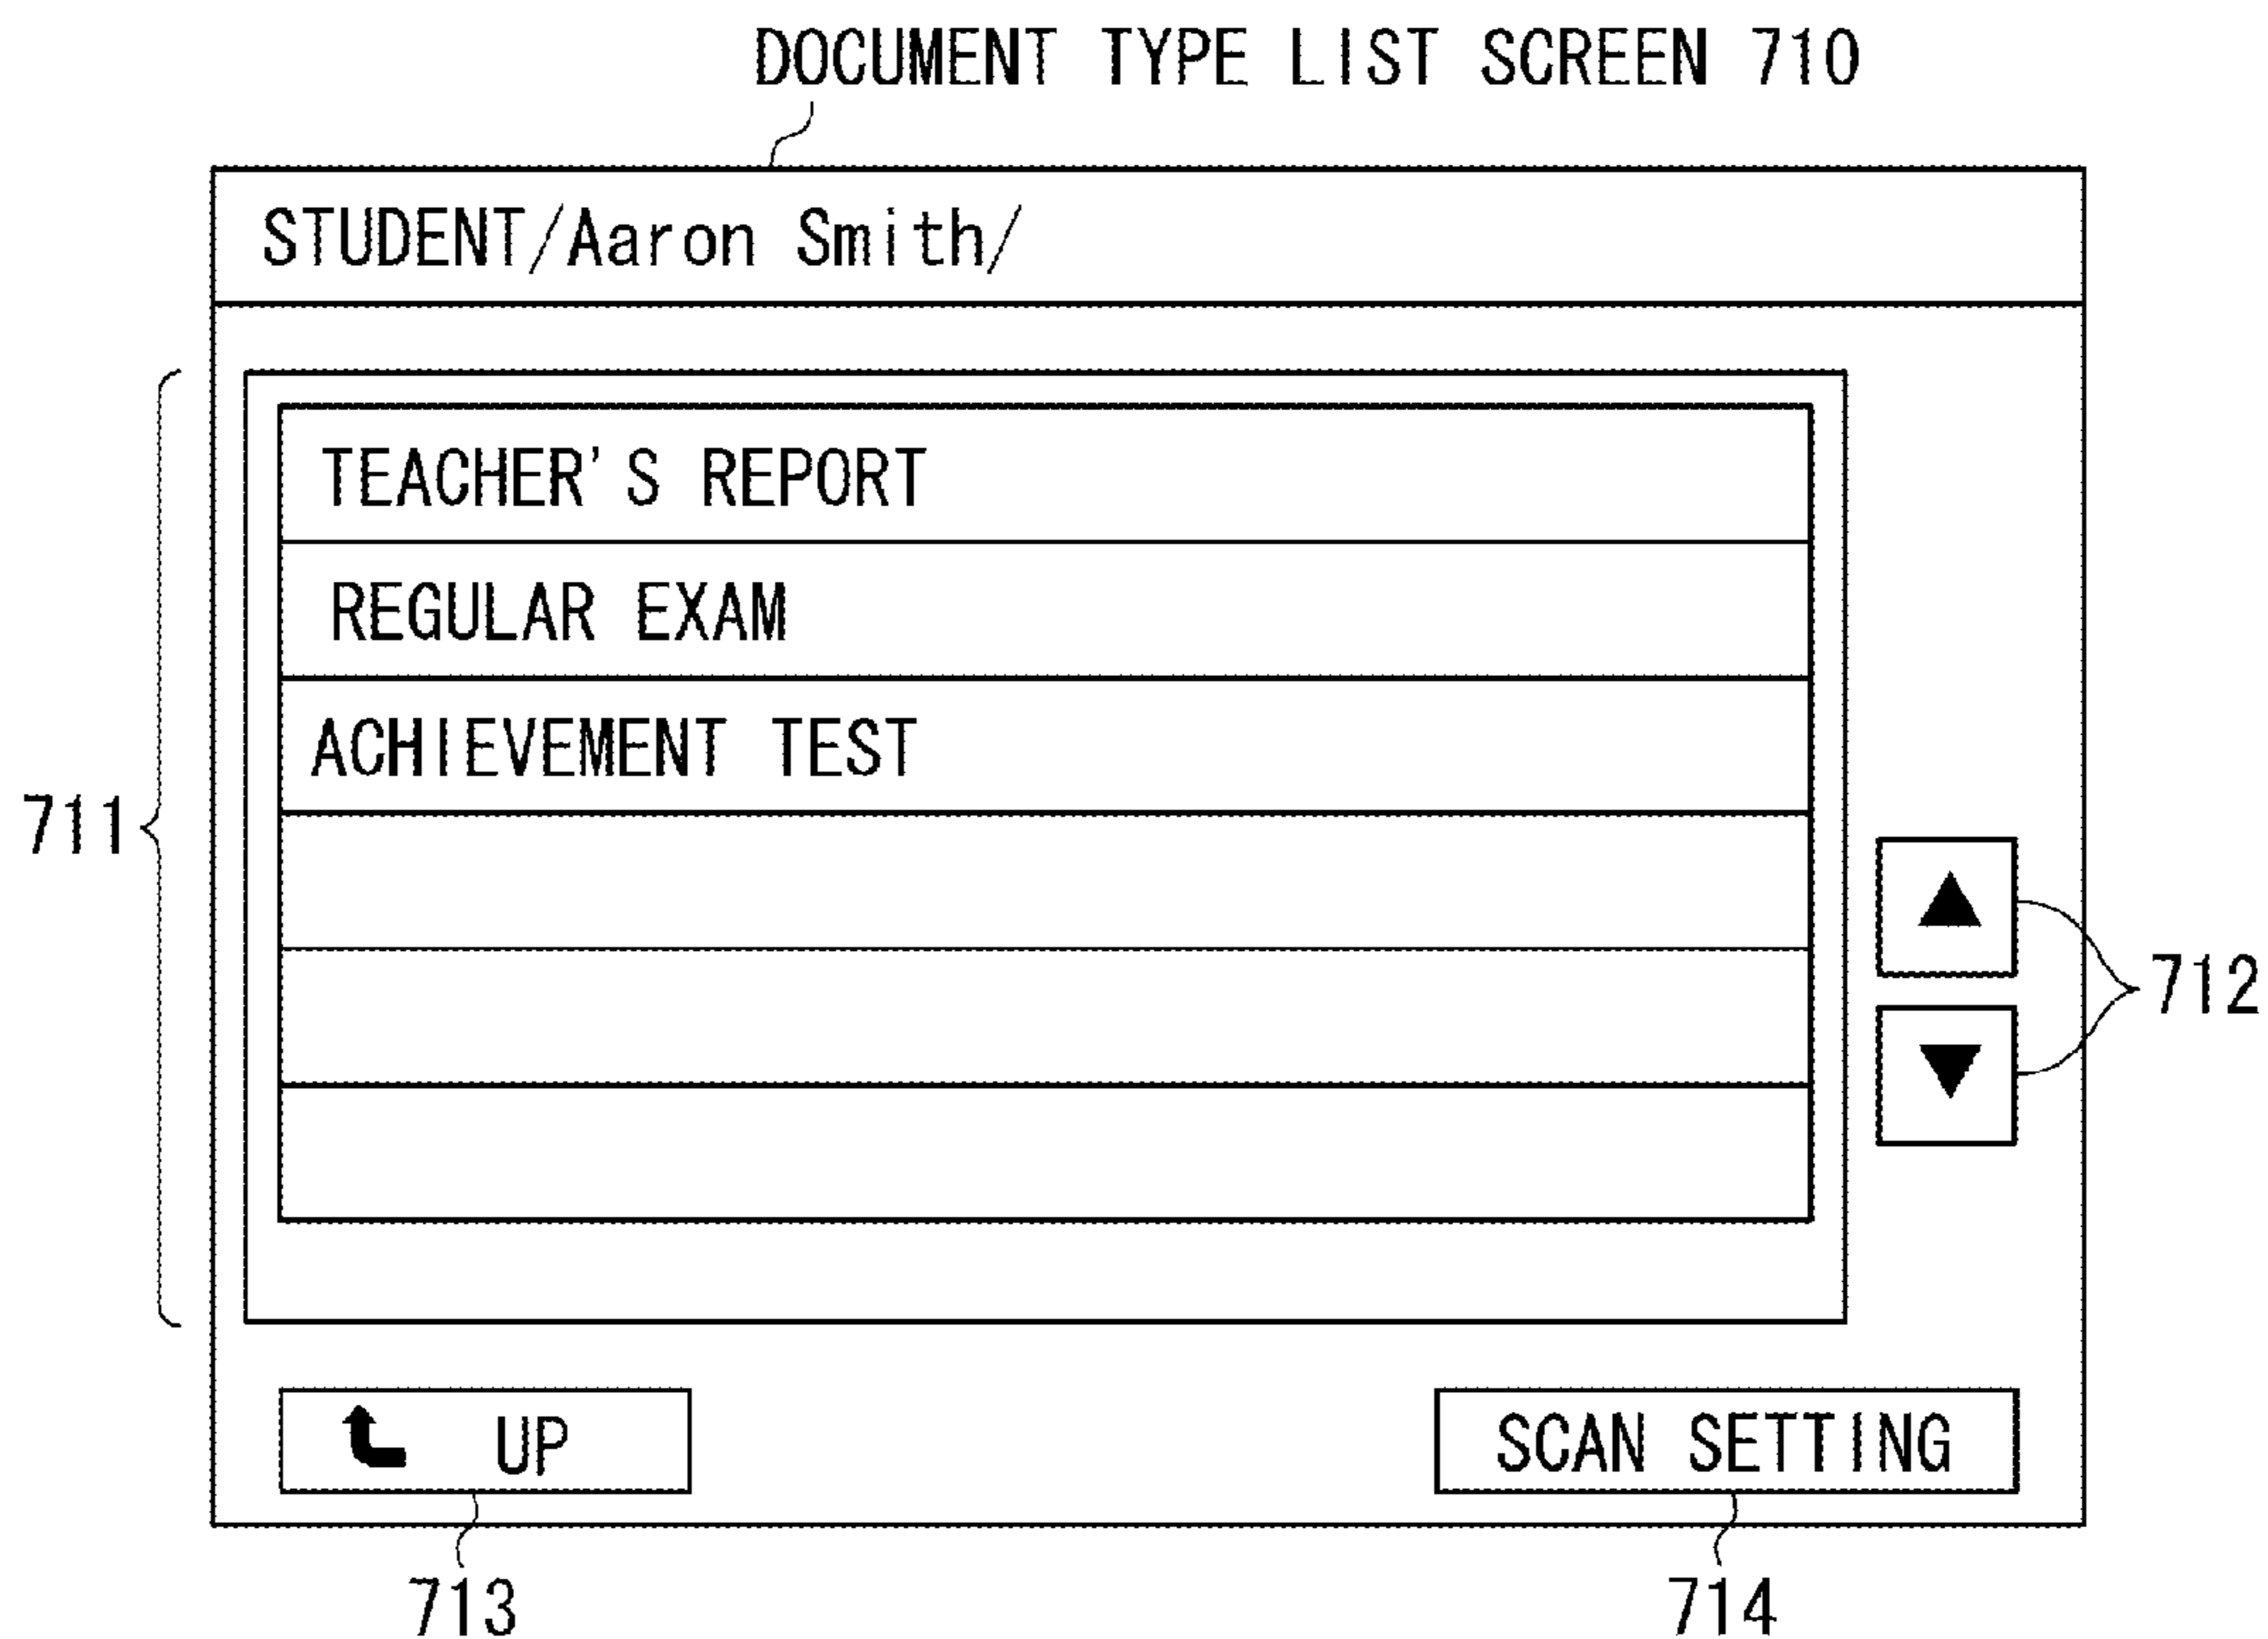 DOCUMENT TYPE LIST SCREEN 710
STUDENT/Aaron Smith/
TEACHER'S REPORT
REGULAR EXAM
ACHIEVEMENT TEST
711
712
UP
SCAN SETTING
713
714